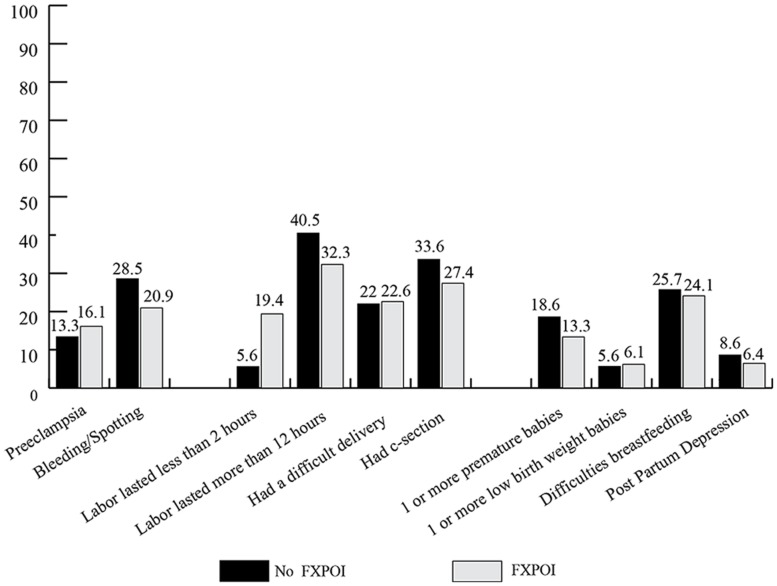 100
90
80
70
60
50
40
30
20
10
0
13.3
16.1
28.5
20.9
5.6
19.4
40.5
32.3
22
22.6
33.6
27.4
18.6
13.3
5.6
6.1
25.7
24.1
8.6
6.4
Preeclampsia
Bleeding/Spotting
Labor lasted less than 2 hours
Labor lasted more than 12 hours
Had a difficult delivery
Had c-section
1 or more premature babies
1 or more low birth weight babies
Difficulties breastfeeding
Post Partum Depression
No FXPOI
FXPOI